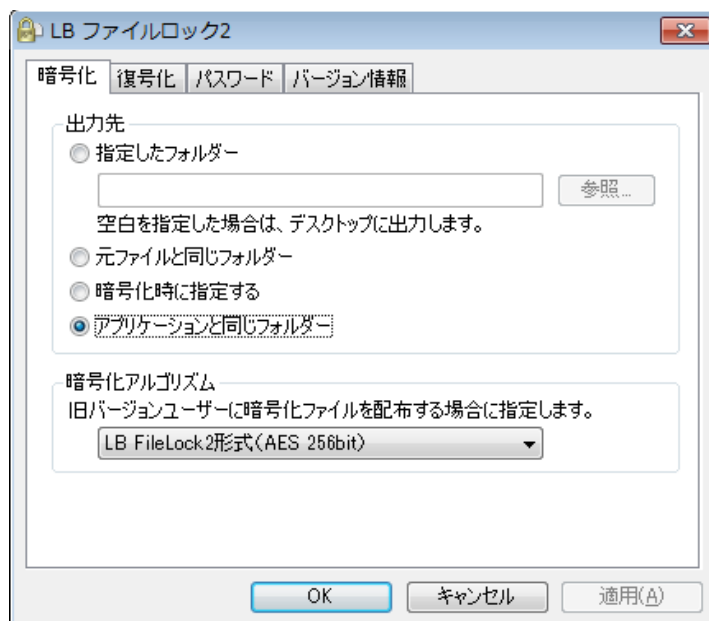 LB ファイルロック2
暗号化 復号化 パスワード バージョン情報
出力先
指定したフォルダー
参照...
空白を指定した場合は、デスクトップに出力します。
元ファイルと同じフォルダー
暗号化時に指定する
アプリケーションと同じフォルダー
暗号化アルゴリズム
旧バージョンユーザーに暗号化ファイルを配布する場合に指定します。
LB FileLock2形式(AES 256bit)
OK キャンセル 適用(A)